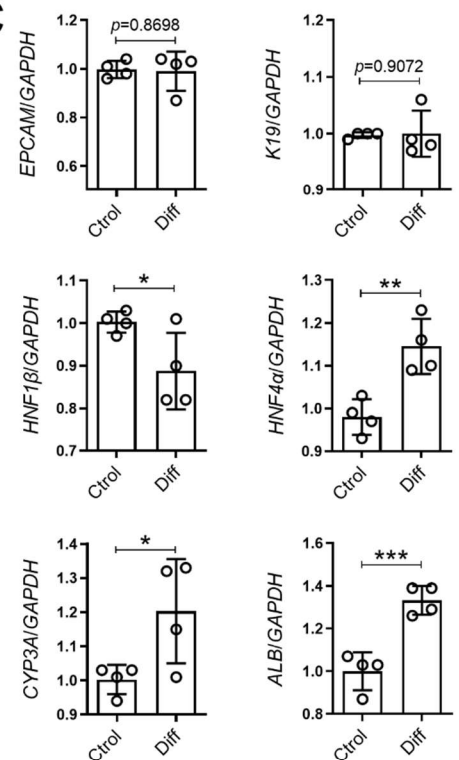 C
EPCAM/GAPDH
1.2
1.0
0.8
0.6
p=0.8698
Ctrol
Diff
K19/GAPDH
1.2
1.1
1.0
0.9
p=0.9072
Ctrol
Diff
HNF1β/GAPDH
1.1
1.0
0.9
0.8
0.7
*
Ctrol
Diff
HNF4α/GAPDH
1.3
1.2
1.1
1.0
0.9
**
Ctrol
Diff
CYP3A/GAPDH
1.4
1.3
1.2
1.1
1.0
0.9
*
Ctrol
Diff
ALB/GAPDH
1.6
1.4
1.2
1.0
0.8
***
Ctrol
Diff